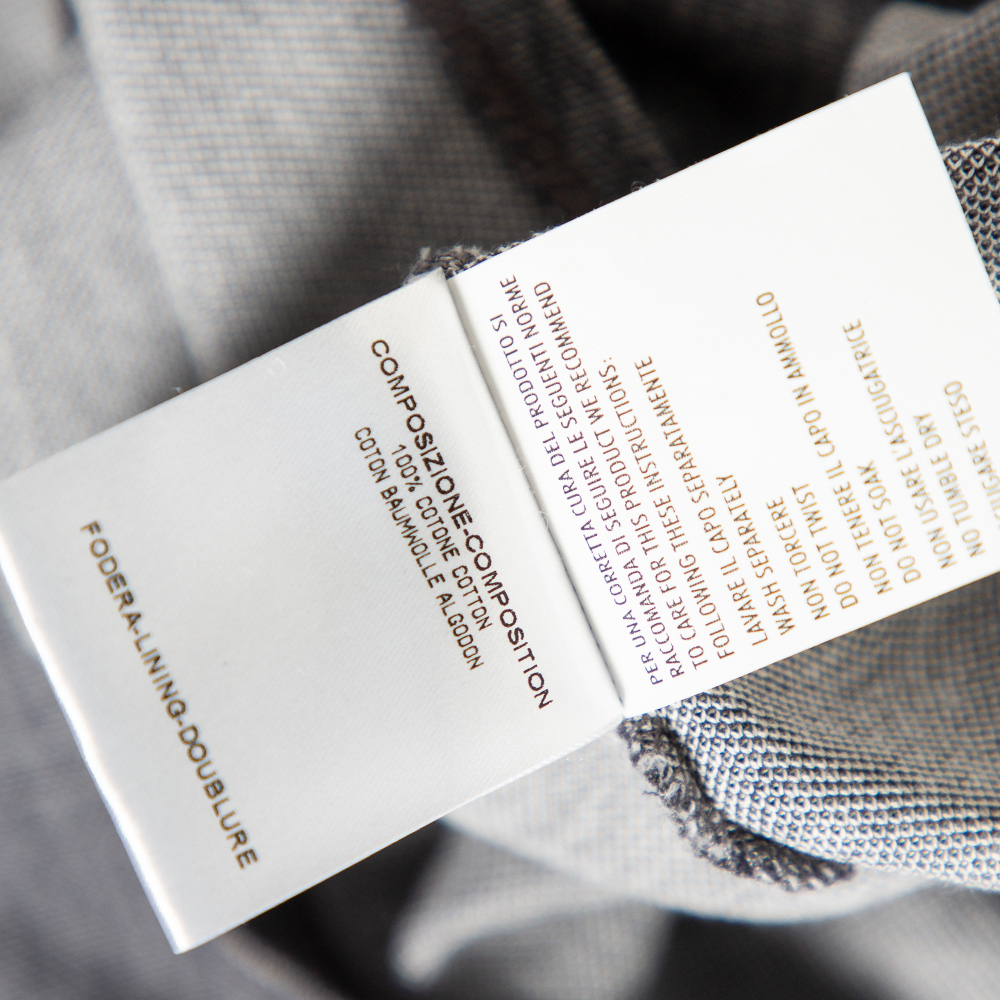 COMPOSIZIONE-COMPOSITION
100% COTONE COTTON
COTON BAUMWOLLE ALGODON
FODERA-LINING-DOUBLURE
PER UNA CORRETTA CURA DEL PRODOTTO SI
RACCOMANDA DI SEGUIRE LE SEGUENTI NORME
TO CARE FOR THIS PRODUCT WE RECOMMEND
FOLLOWING THESE INSTRUCTIONS:
LAVARE IL CAPO SEPARATAMENTE
WASH SEPARATELY
NON TORCERE
DO NOT TWIST
NON TENERE IL CAPO IN AMMOLLO
DO NOT SOAK
NON USARE L'ASCIUGATRICE
NO TUMBLE DRY
STESO